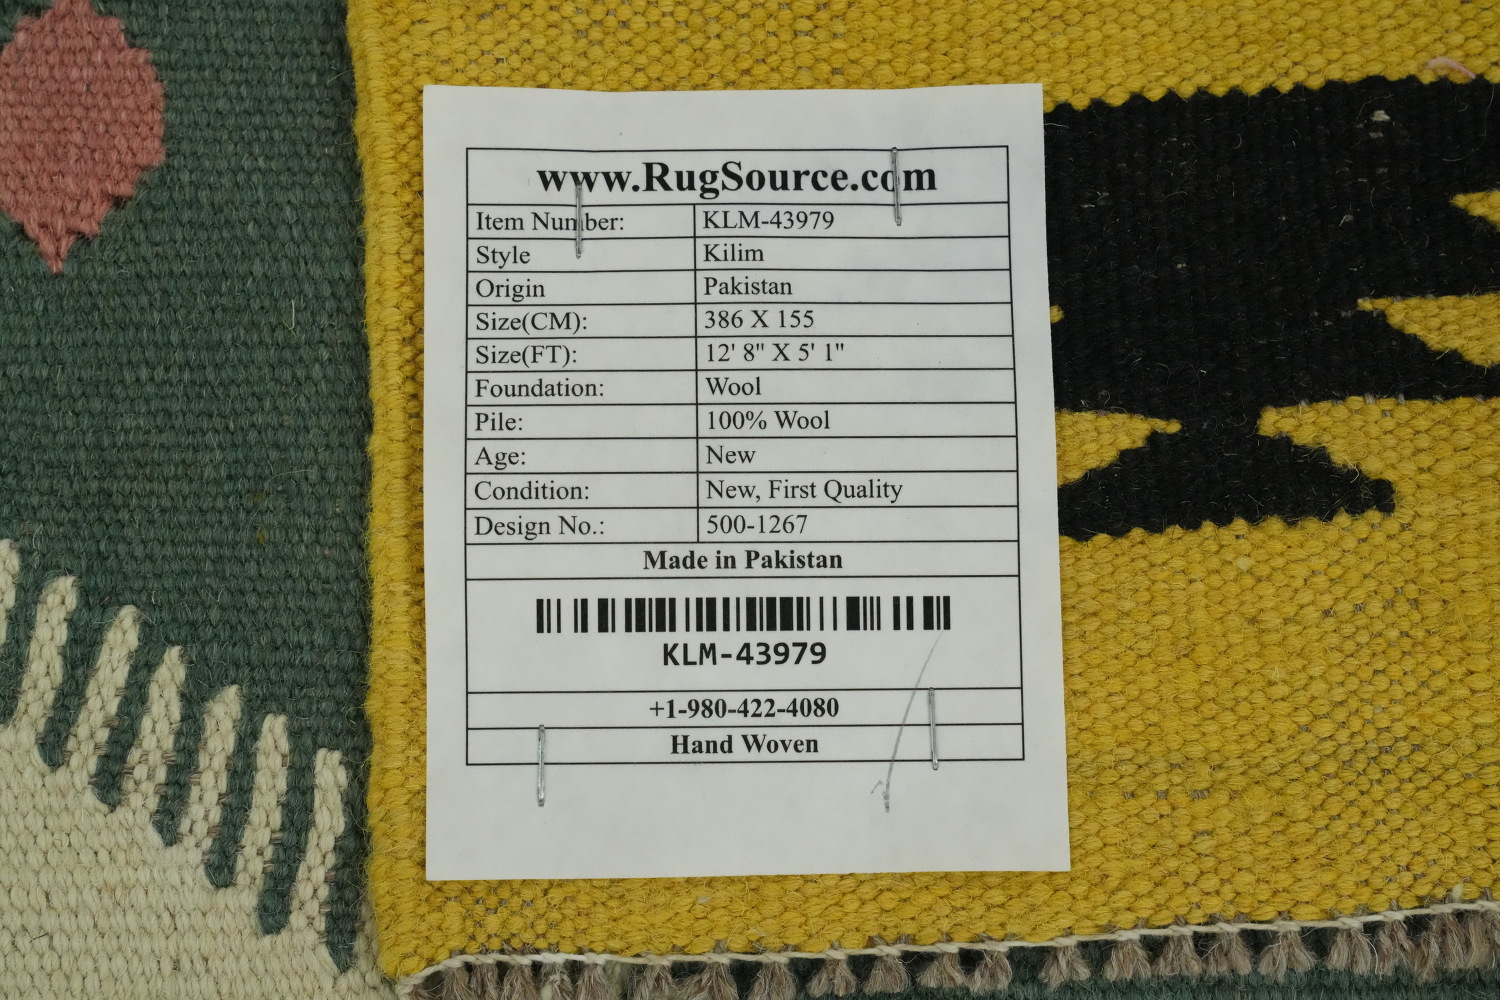 www.RugSource.com
Item Number: KLM-43979
Style Kilim
Origin Pakistan
Size(CM): 386 X 155
Size(FT): 12' 8" X 5' 1"
Foundation: Wool
Pile: 100% Wool
Age: New
Condition: New, First Quality
Design No.: 500-1267
Made in Pakistan
KLM-43979
+1-980-422-4080
Hand Woven